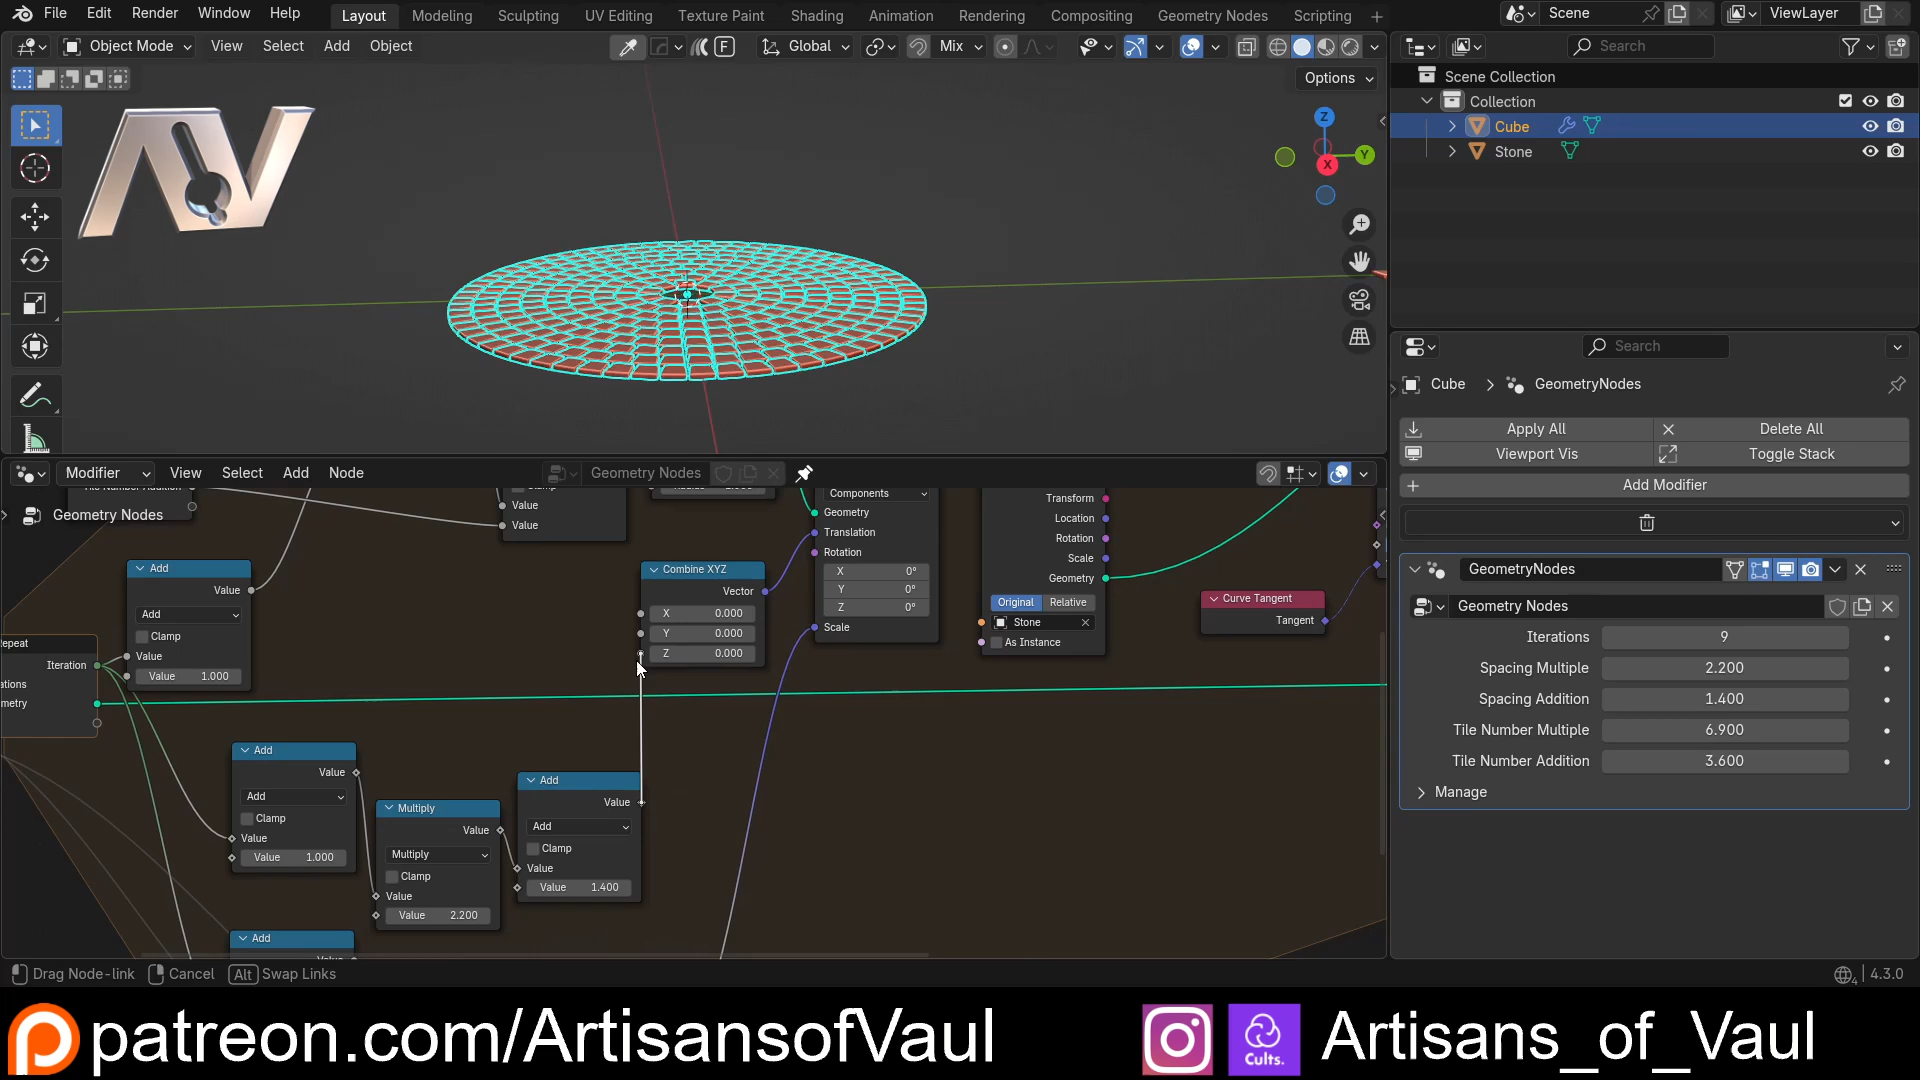 File Edit Render Window Help Layout Modeling Sculpting UV Editing Texture Paint Shading Animation Rendering Compositing Geometry Nodes Scripting + Scene ViewLayer
Object Mode View Select Add Object F Global Mix Search
Options
Scene Collection
Collection
Cube
Stone
Z
Y
X
AV
Search
Cube > GeometryNodes
Apply All Delete All
Viewport Vis Toggle Stack
Add Modifier
GeometryNodes
Geometry Nodes
Iterations 9
Spacing Multiple 2.200
Spacing Addition 1.400
Tile Number Multiple 6.900
Tile Number Addition 3.600
Manage
Modifier View Select Add Node Geometry Nodes
Tile Number Addition
Geometry Nodes
Value
Value
Components
Geometry
Translation
Rotation
X 0°
Y 0°
Z 0°
Scale
Transform
Location
Rotation
Scale
Geometry
Original Relative
Stone
As Instance
Curve Tangent
Tangent
Add
Value
Add
Clamp
Value
Value 1.000
Combine XYZ
Vector
X 0.000
Y 0.000
Z 0.000
epeat
Iteration
ations
metry
Add
Value
Add
Clamp
Value
Value 1.000
Multiply
Value
Multiply
Clamp
Value
Value 2.200
Add
Value
Add
Clamp
Value
Value 1.400
Add
Drag Node-link Cancel Alt Swap Links 4.3.0
patreon.com/ArtisansofVaul Cults. Artisans_of_Vaul